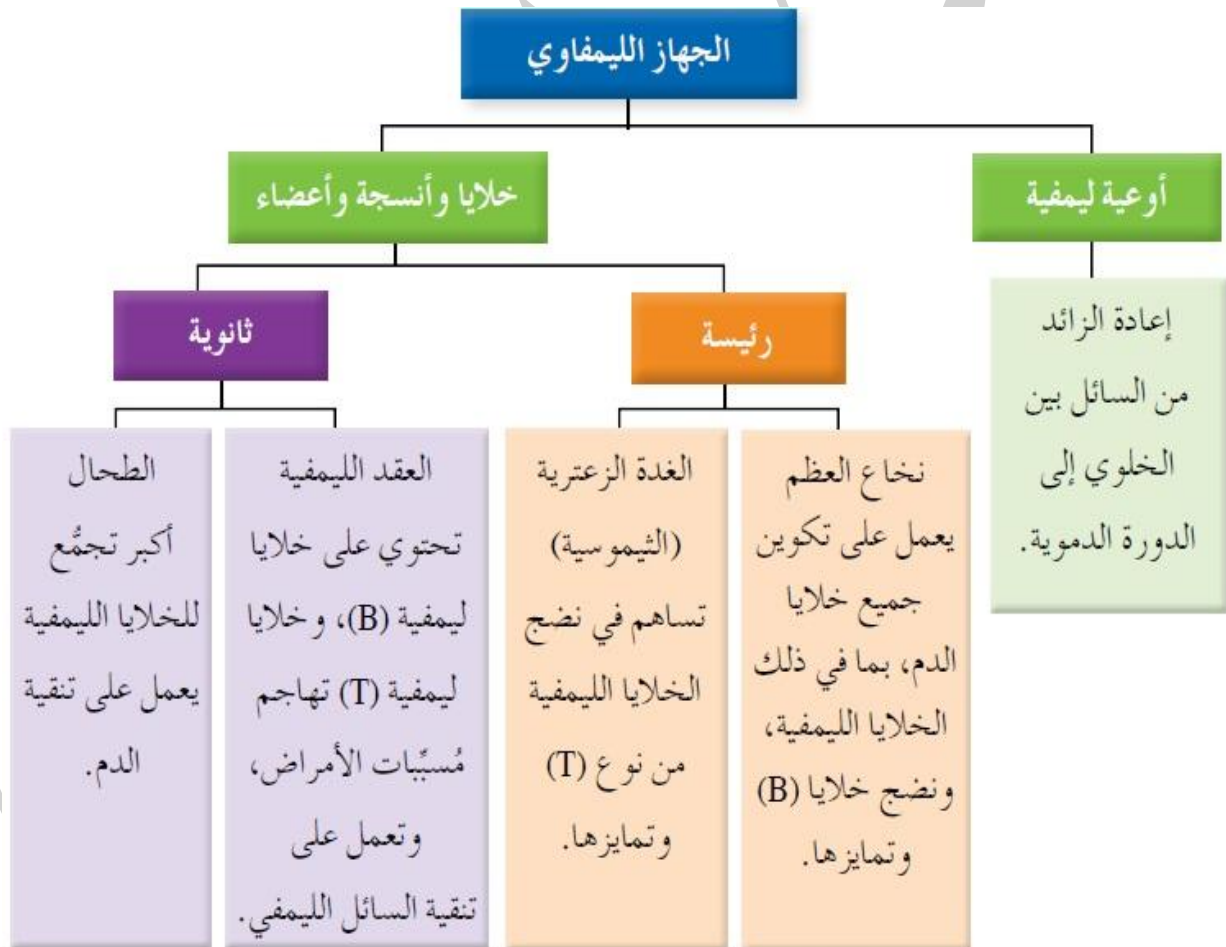 الجهاز الليمفاوي
أوعية ليمفية
خلايا وأنسجة وأعضاء
إعادة الزائد
من السائل بين
الخلوي إلى
الدورة الدموية.
رئيسة
ثانوية
نخاع العظم
يعمل على تكوين
جميع خلايا
الدم، بما في ذلك
الخلايا الليمفية،
ونضج خلايا (B)
وتمايزها.
الغدة الزعترية
(الثيموسية)
تساهم في نضج
الخلايا الليمفية
من نوع (T)
وتمايزها.
العقد الليمفية
تحتوي على خلايا
ليمفية (B)، وخلايا
ليمفية (T) تهاجم
مُسبِّبات الأمراض،
وتعمل على
تنقية السائل الليمفي.
الطحال
أكبر تجمُّع
للخلايا الليمفية
يعمل على تنقية
الدم.